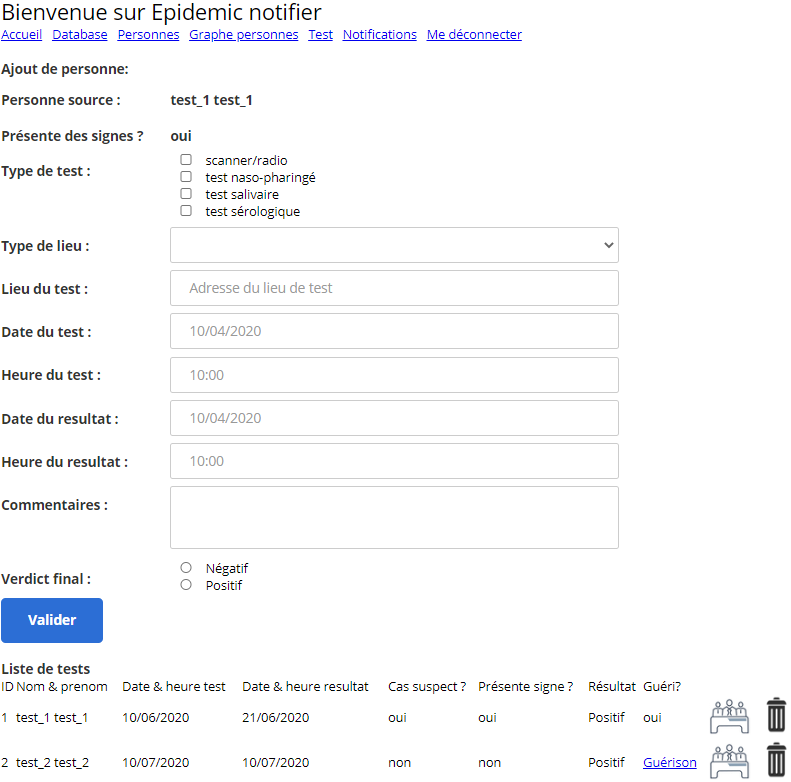 Bienvenue sur Epidemic notifier
Accueil Database Personnes Graphe personnes Test Notifications Me déconnecter
Ajout de personne:
Personne source : test_1 test_1
Présente des signes ? oui
Type de test :
scanner/radio
test naso-pharingé
test salivaire
test sérologique
Type de lieu :
Lieu du test : Adresse du lieu de test
Date du test : 10/04/2020
Heure du test : 10:00
Date du resultat : 10/04/2020
Heure du resultat : 10:00
Commentaires :
Verdict final :
Négatif
Positif
Valider
Liste de tests
ID Nom & prenom Date & heure test Date & heure resultat Cas suspect ? Présente signe ? Résultat Guéri?
1 test_1 test_1 10/06/2020 21/06/2020 oui oui Positif oui
2 test_2 test_2 10/07/2020 10/07/2020 non non Positif Guérison